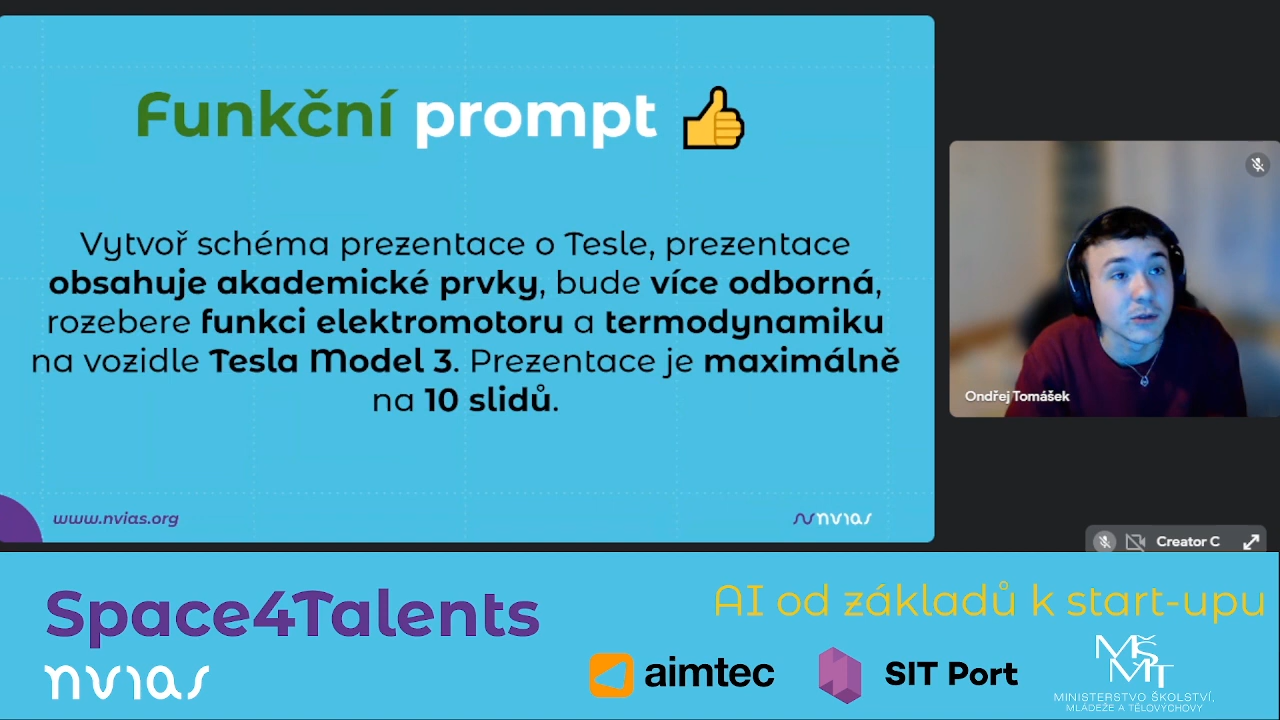 Funkční prompt
Vytvoř schéma prezentace o Tesle, prezentace
obsahuje akademické prvky, bude více odborná,
rozebere funkci elektromotoru a termodynamiku
na vozidle Tesla Model 3. Prezentace je maximálně
na 10 slidů.
www.nvias.org
nvias
Ondřej Tomášek
Creator C
Space4Talents
nvias
AI od základů k start-upu
aimtec
SIT Port
MŠMT
MINISTERSTVO ŠKOLSTVÍ,
MLÁDEŽE A TĚLOVÝCHOVY